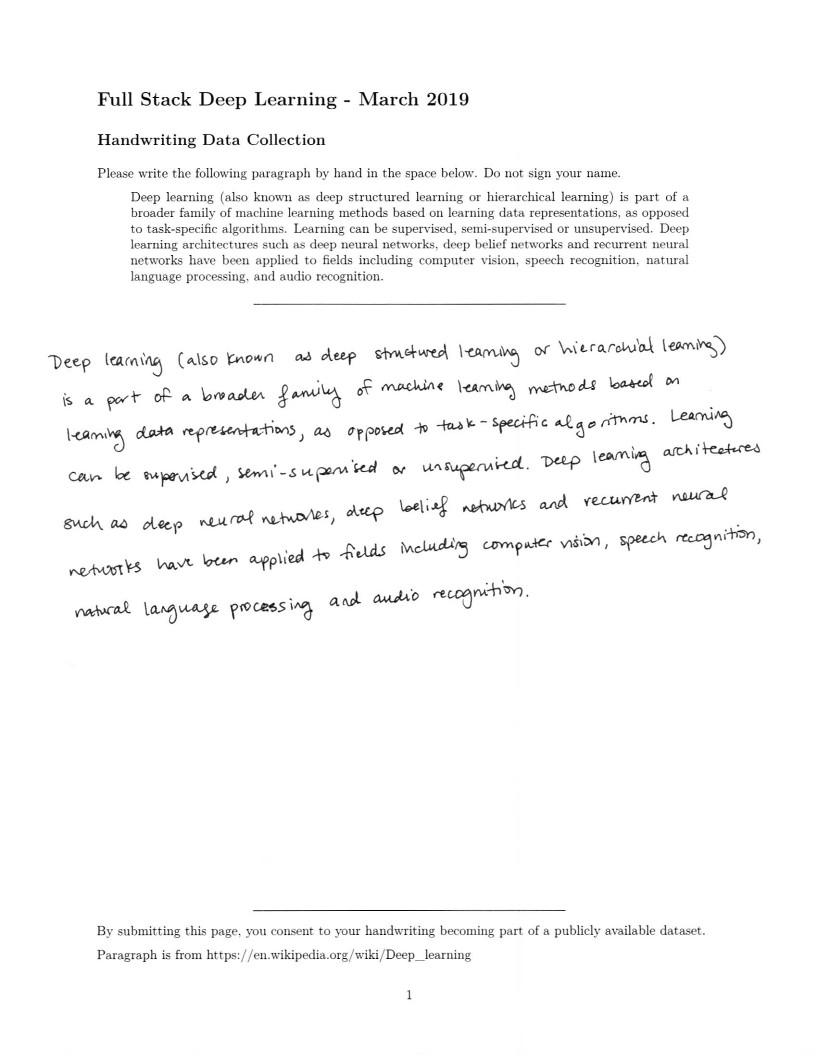 Full Stack Deep Learning - March 2019
Handwriting Data Collection
Please write the following paragraph by hand in the space below. Do not sign your name.
Deep learning (also known as deep structured learning or hierarchical learning) is part of a
broader family of machine learning methods based on learning data representations, as opposed
to task-specific algorithms. Learning can be supervised, semi-supervised or unsupervised. Deep
learning architectures such as deep neural networks, deep belief networks and recurrent neural
networks have been applied to fields including computer vision, speech recognition, natural
language processing, and audio recognition.
Deep learning (also known as deep structured learning or hierarchial learning)
is a part of a broader family of machine learning methods based on
learning data representations, as opposed to task-specific algorithms. Learning
can be supervised, semi-supervised or unsupervised. Deep learning architectures
such as deep neural networks, deep belief networks and recurrent neural
networks have been applied to fields including computer vision, speech recognition,
natural language processing and audio recognition.
By submitting this page, you consent to your handwriting becoming part of a publicly available dataset.
Paragraph is from https://en.wikipedia.org/wiki/Deep_learning
1